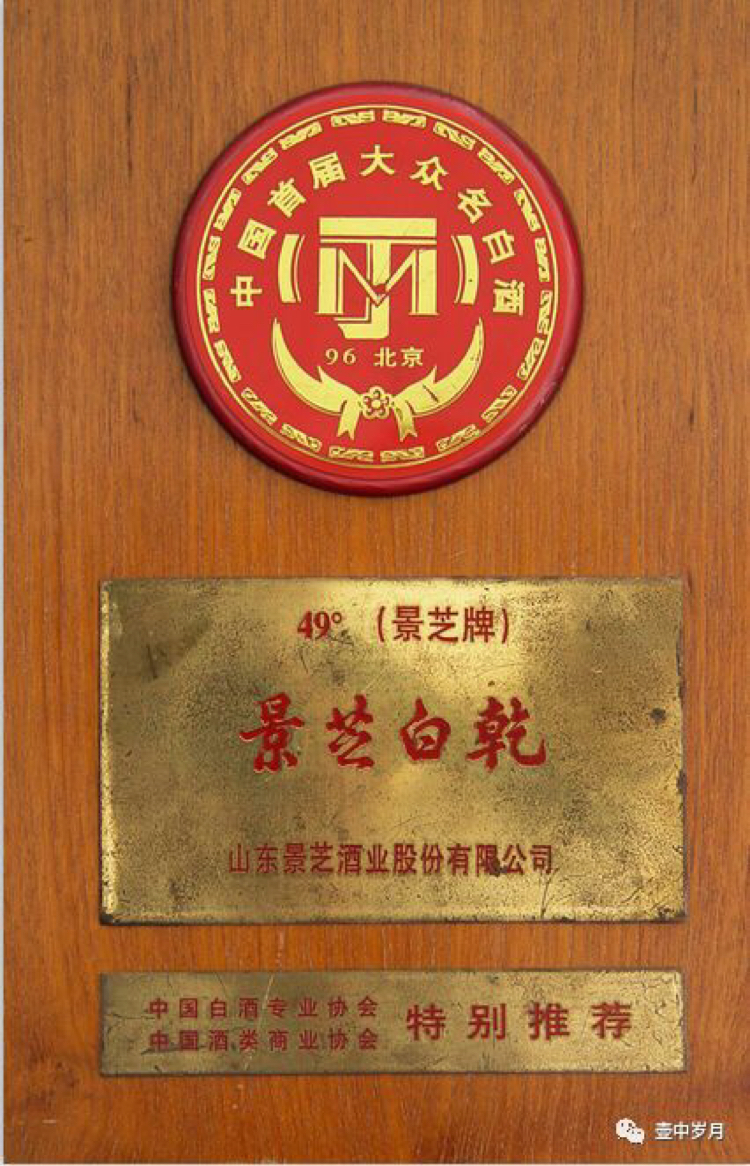 中国首届大众名白酒
TJM
96 北京
49° （景芝牌）
景芝白乾
山东景芝酒业股份有限公司
中国白酒专业协会
中国酒类商业协会
特别推荐
壶中岁月